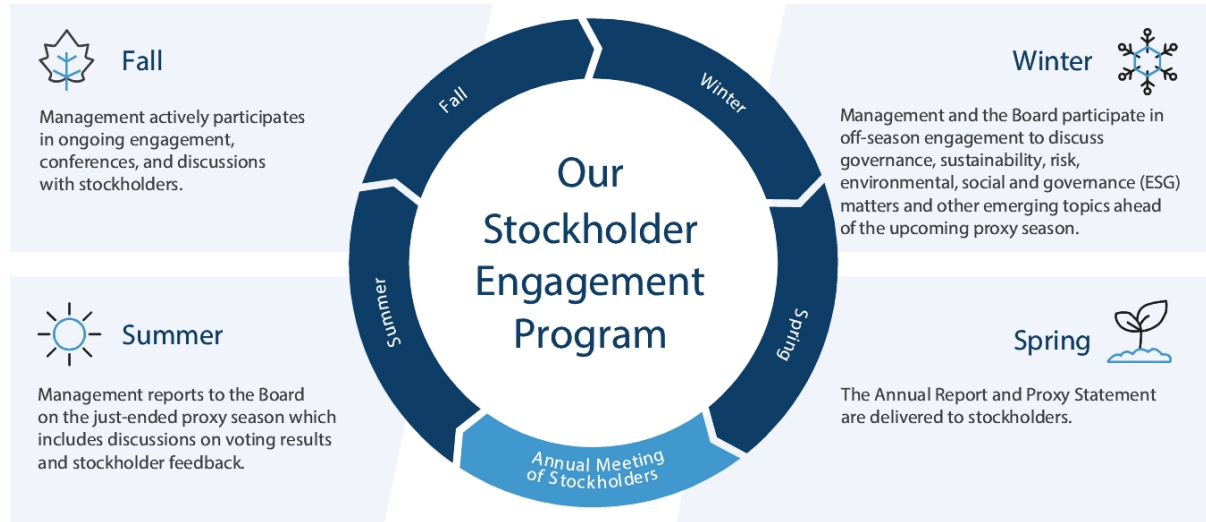 Fall
Management actively participates
in ongoing engagement,
conferences, and discussions
with stockholders.
Winter
Management and the Board participate in
off-season engagement to discuss
governance, sustainability, risk,
environmental, social and governance (ESG)
matters and other emerging topics ahead
of the upcoming proxy season.
Fall
Winter
Our
Stockholder
Engagement
Program
Summer
Spring
Annual Meeting
of Stockholders
Summer
Management reports to the Board
on the just-ended proxy season which
includes discussions on voting results
and stockholder feedback.
Spring
The Annual Report and Proxy Statement
are delivered to stockholders.